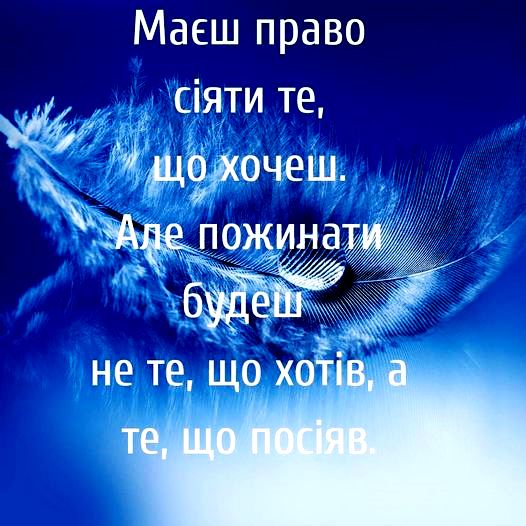 Маєш право
сіяти те,
що хочеш.
Але пожинати
будеш
не те, що хотів, а
те, що посіяв.